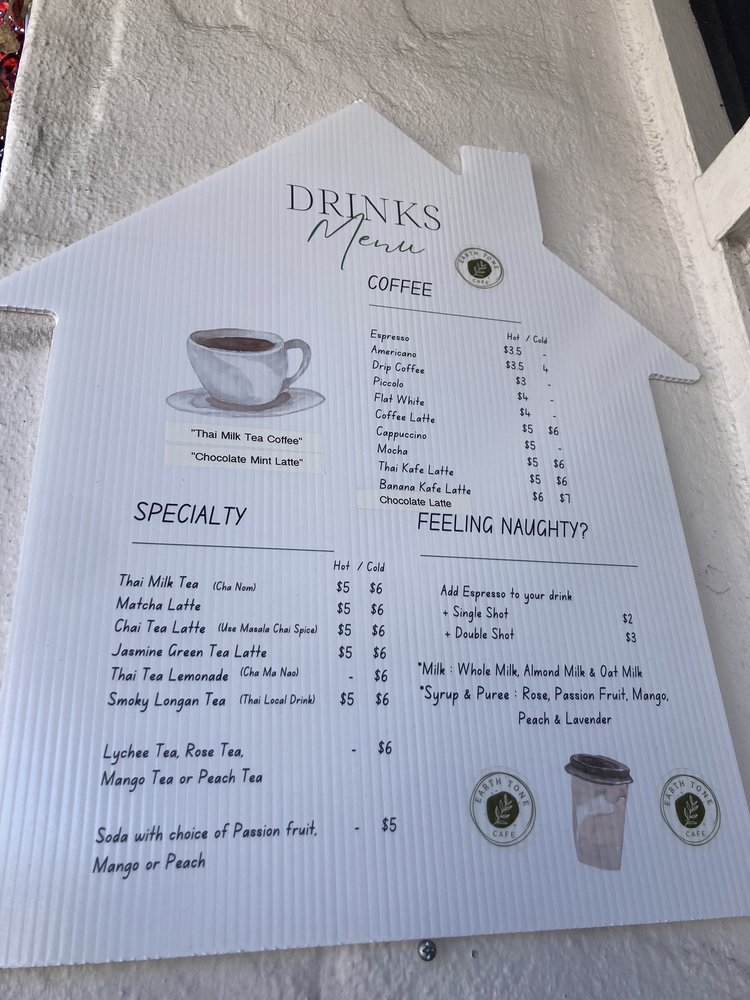 DRINKS
Menu
EARTH TONE
CAFE
COFFEE
Hot / Cold
Espresso $3.5 -
Americano $3.5 4
Drip Coffee $3 -
Piccolo $4 -
Flat White $4 -
Coffee Latte $5 $6
Cappuccino $5 -
Mocha $5 $6
Thai Kafe Latte $5 $6
Banana Kafe Latte $6 $7
Chocolate Latte
"Thai Milk Tea Coffee"
"Chocolate Mint Latte"
SPECIALTY
Hot / Cold
Thai Milk Tea (Cha Nom) $5 $6
Matcha Latte $5 $6
Chai Tea Latte (Use Masala Chai Spice) $5 $6
Jasmine Green Tea Latte $5 $6
Thai Tea Lemonade (Cha Ma Nao) - $6
Smoky Longan Tea (Thai Local Drink) $5 $6
Lychee Tea, Rose Tea, - $6
Mango Tea or Peach Tea
Soda with choice of Passion fruit, - $5
Mango or Peach
FEELING NAUGHTY?
Add Espresso to your drink
+ Single Shot $2
+ Double Shot $3
*Milk : Whole Milk, Almond Milk & Oat Milk
*Syrup & Puree : Rose, Passion Fruit, Mango,
Peach & Lavender
EARTH TONE
CAFE
EARTH TONE
CAFE